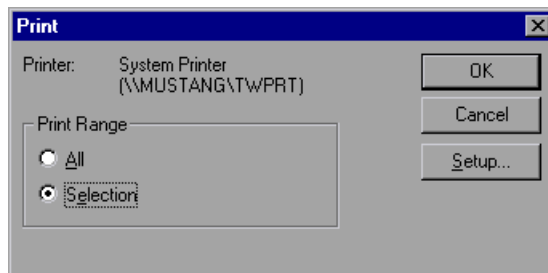 Print
Printer: System Printer
(\\MUSTANG\TWPRT)
Print Range
All
Selection
OK
Cancel
Setup...